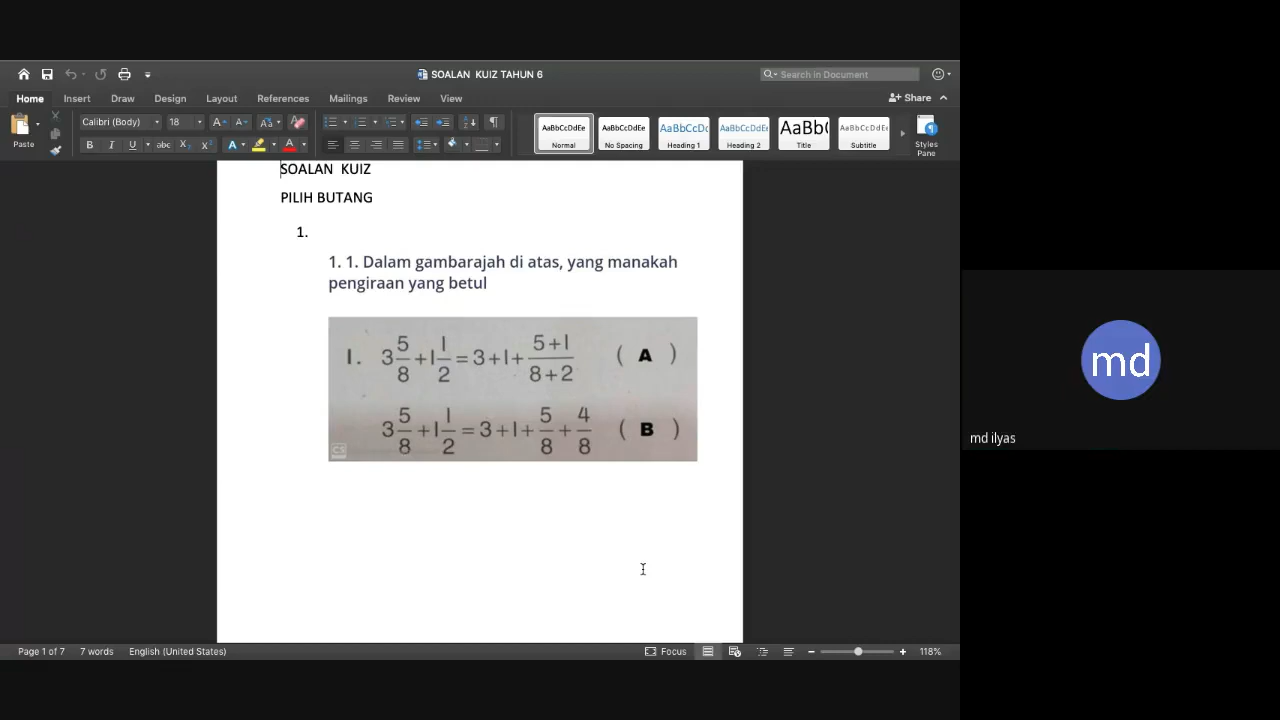 SOALAN KUIZ TAHUN 6
Search in Document
Home Insert Draw Design Layout References Mailings Review View
Share
Paste
Calibri (Body) 18
AaBbCcDdEe AaBbCcDdEe AaBbCcDc AaBbCcDdEe AaBb( AaBbCcDdEe
Normal No Spacing Heading 1 Heading 2 Title Subtitle
Styles Pane
SOALAN KUIZ
PILIH BUTANG
1.
1. 1. Dalam gambarajah di atas, yang manakah
pengiraan yang betul
1. 3 5/8 + 1 1/2 = 3 + 1 + (5+1)/(8+2) ( A )
3 5/8 + 1 1/2 = 3 + 1 + 5/8 + 4/8 ( B )
CS
md
md ilyas
Page 1 of 7 7 words English (United States)
Focus
118%